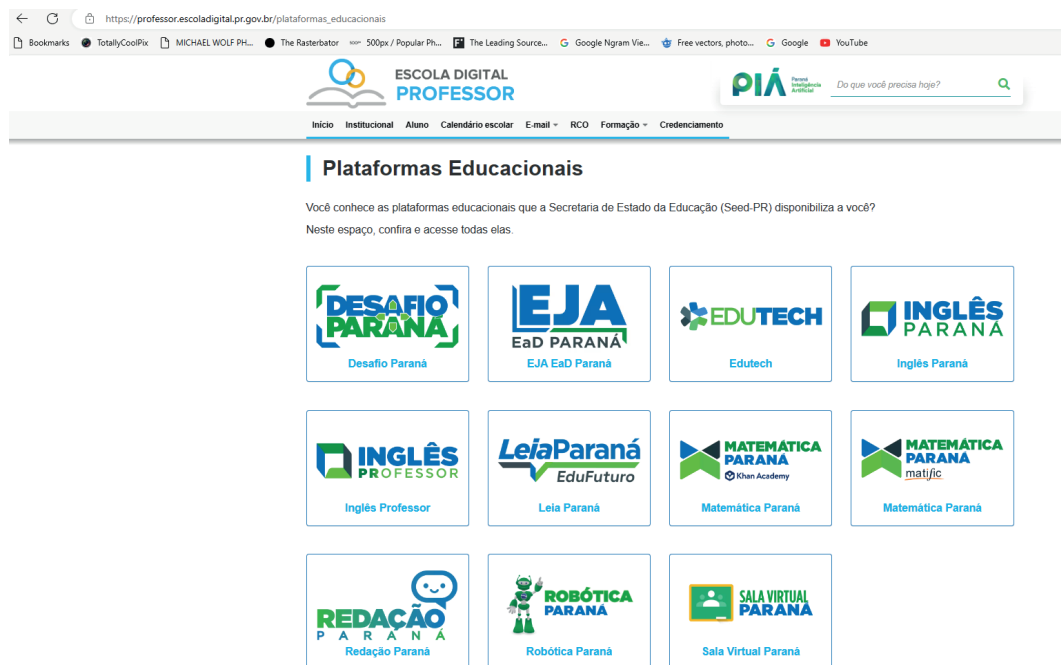 https://professor.escoladigital.pr.gov.br/plataformas_educacionais
Bookmarks TotallyCoolPix MICHAEL WOLF PH... The Rasterbator 500px / Popular Ph... The Leading Source... Google Ngram Vie... Free vectors, photo... Google YouTube
ESCOLA DIGITAL
PROFESSOR
PIÁ Paraná Inteligência Artificial
Do que você precisa hoje?
Início Institucional Aluno Calendário escolar E-mail RCO Formação Credenciamento
Plataformas Educacionais
Você conhece as plataformas educacionais que a Secretaria de Estado da Educação (Seed-PR) disponibiliza a você?
Neste espaço, confira e acesse todas elas.
DESAFIO
PARANÁ
Desafio Paraná
EJA
EaD PARANÁ
EJA EaD Paraná
EDUTECH
Edutech
INGLÊS
PARANÁ
Inglês Paraná
INGLÊS
PROFESSOR
Inglês Professor
LeiaParaná
EduFuturo
Leia Paraná
MATEMÁTICA
PARANÁ
Khan Academy
Matemática Paraná
MATEMÁTICA
PARANÁ
matific
Matemática Paraná
REDAÇÃO
PARANÁ
Redação Paraná
ROBÓTICA
PARANÁ
Robótica Paraná
SALA VIRTUAL
PARANÁ
Sala Virtual Paraná